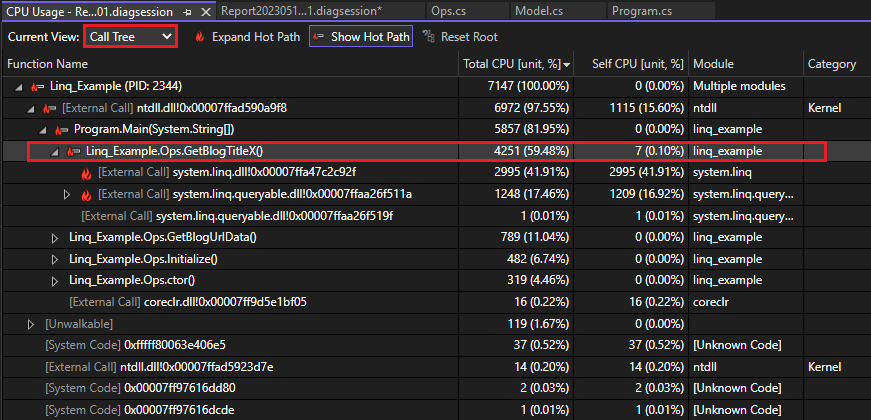 CPU Usage - Re...01.diagsession Report2023051...1.diagsession* Ops.cs Model.cs Program.cs
Current View: Call Tree Expand Hot Path Show Hot Path Reset Root
Function Name Total CPU [unit, %] Self CPU [unit, %] Module Category
Linq_Example (PID: 2344) 7147 (100.00%) 0 (0.00%) Multiple modules
[External Call] ntdll.dll!0x00007ffad590a9f8 6972 (97.55%) 1115 (15.60%) ntdll Kernel
Program.Main(System.String[]) 5857 (81.95%) 0 (0.00%) linq_example
Linq_Example.Ops.GetBlogTitleX() 4251 (59.48%) 7 (0.10%) linq_example
[External Call] system.linq.dll!0x00007ffa47c2c92f 2995 (41.91%) 2995 (41.91%) system.linq
[External Call] system.linq.queryable.dll!0x00007ffaa26f511a 1248 (17.46%) 1209 (16.92%) system.linq.query...
[External Call] system.linq.queryable.dll!0x00007ffaa26f519f 1 (0.01%) 1 (0.01%) system.linq.query...
Linq_Example.Ops.GetBlogUrlData() 789 (11.04%) 0 (0.00%) linq_example
Linq_Example.Ops.Initialize() 482 (6.74%) 0 (0.00%) linq_example
Linq_Example.Ops.ctor() 319 (4.46%) 0 (0.00%) linq_example
[External Call] coreclr.dll!0x00007ff9d5e1bf05 16 (0.22%) 16 (0.22%) coreclr
[Unwalkable] 119 (1.67%) 0 (0.00%)
[System Code] 0xfffff80063e406e5 37 (0.52%) 37 (0.52%) [Unknown Code]
[External Call] ntdll.dll!0x00007ffad5923d7e 14 (0.20%) 14 (0.20%) ntdll Kernel
[System Code] 0x00007ff97616dd80 2 (0.03%) 2 (0.03%) [Unknown Code]
[System Code] 0x00007ff97616dcde 1 (0.01%) 1 (0.01%) [Unknown Code]